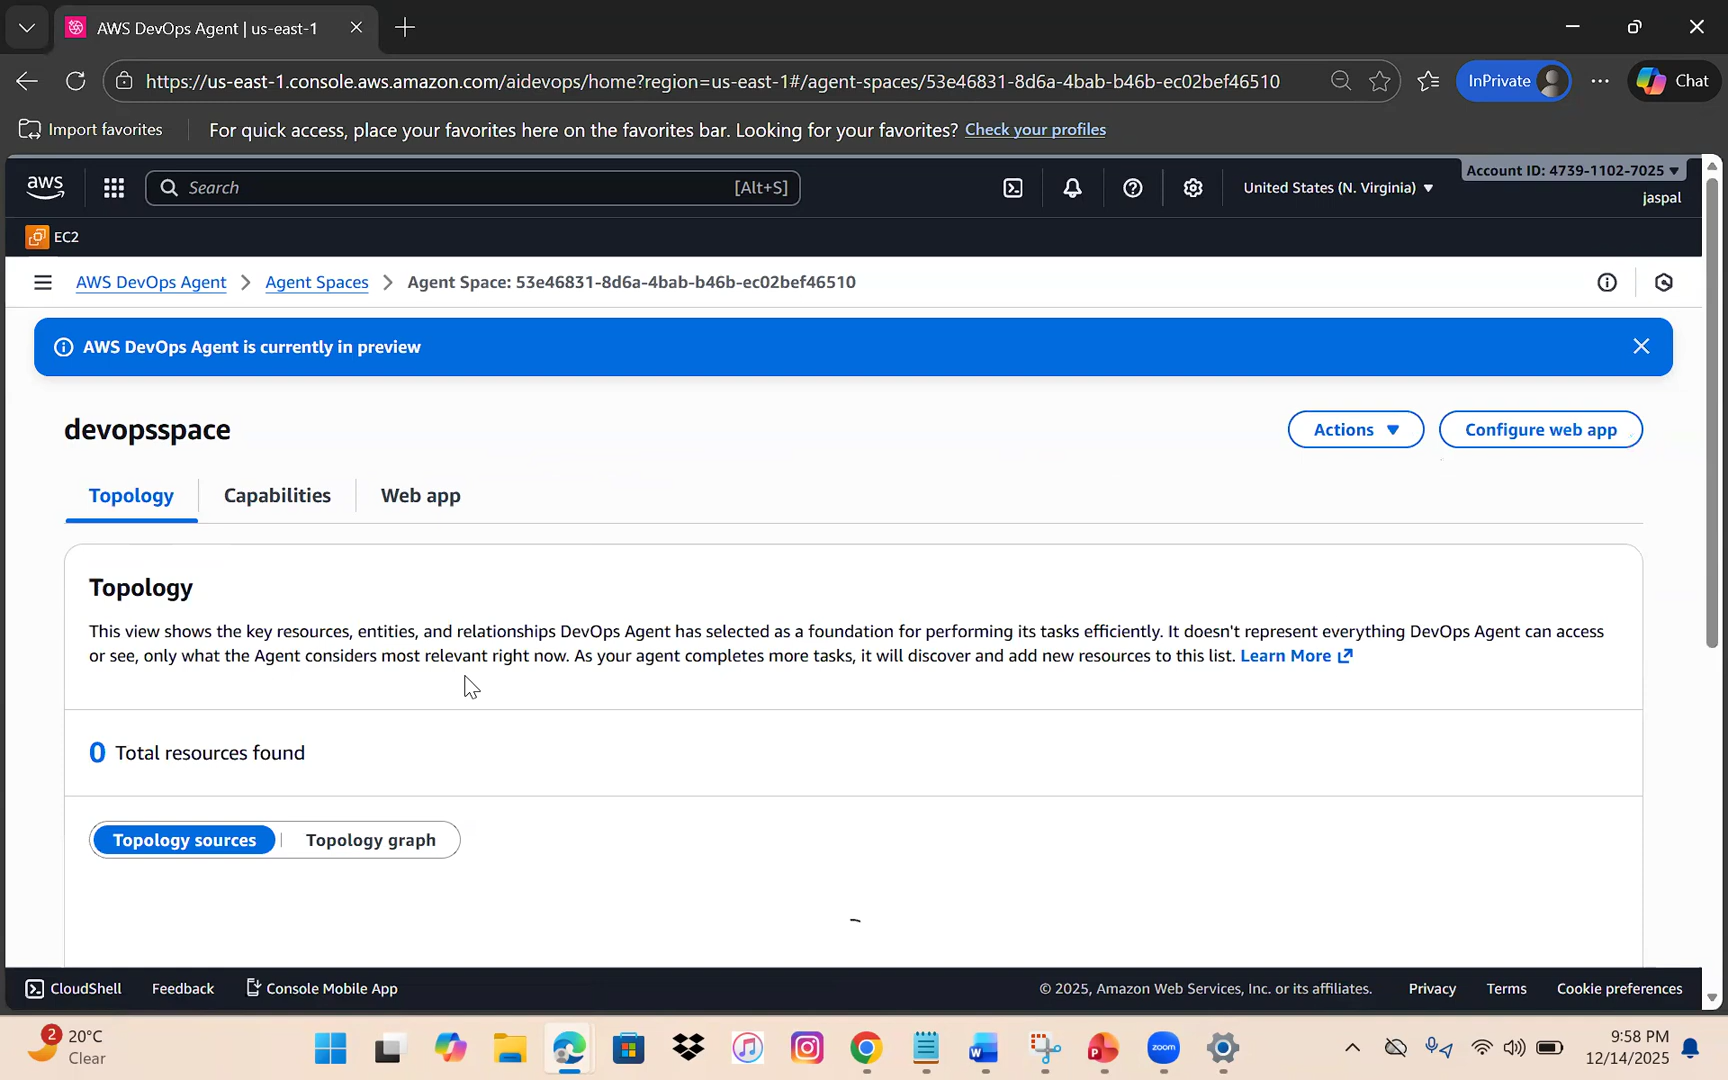 AWS DevOps Agent | us-east-1
https://us-east-1.console.aws.amazon.com/aidevops/home?region=us-east-1#/agent-spaces/53e46831-8d6a-4bab-b46b-ec02bef46510
InPrivate
Chat
Import favorites
For quick access, place your favorites here on the favorites bar. Looking for your favorites? Check your profiles
aws
Search
[Alt+S]
United States (N. Virginia)
Account ID: 4739-1102-7025
jaspal
EC2
AWS DevOps Agent
Agent Spaces
Agent Space: 53e46831-8d6a-4bab-b46b-ec02bef46510
AWS DevOps Agent is currently in preview
devopsspace
Actions
Configure web app
Topology
Capabilities
Web app
Topology
This view shows the key resources, entities, and relationships DevOps Agent has selected as a foundation for performing its tasks efficiently. It doesn't represent everything DevOps Agent can access
or see, only what the Agent considers most relevant right now. As your agent completes more tasks, it will discover and add new resources to this list. Learn More
0 Total resources found
Topology sources
Topology graph
CloudShell
Feedback
Console Mobile App
© 2025, Amazon Web Services, Inc. or its affiliates.
Privacy
Terms
Cookie preferences
2
20°C
Clear
W
P
zoom
9:58 PM
12/14/2025